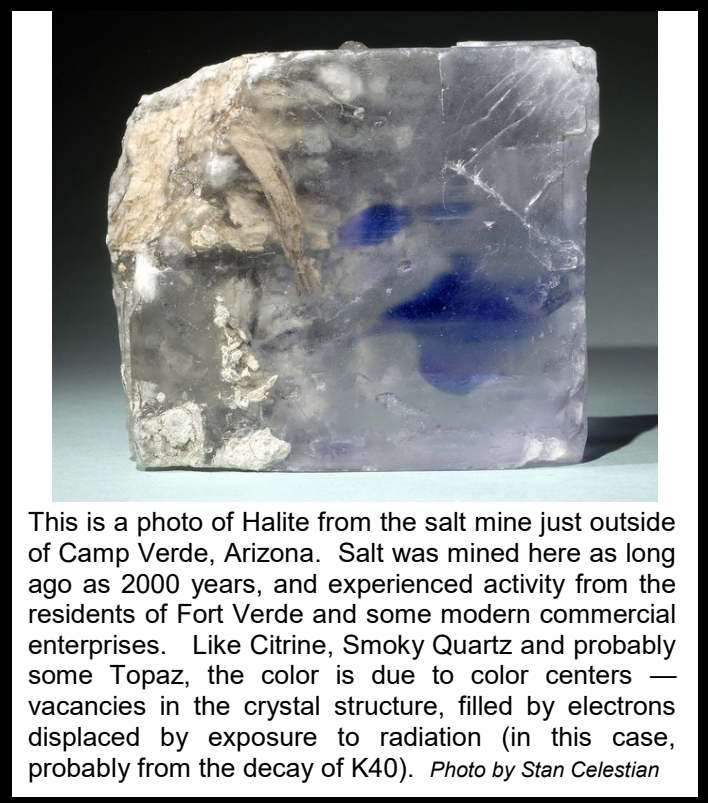 This is a photo of Halite from the salt mine just outside
of Camp Verde, Arizona.  Salt was mined here as long
ago as 2000 years, and experienced activity from the
residents of Fort Verde and some modern commercial
enterprises.   Like Citrine, Smoky Quartz and probably
some Topaz, the color is due to color centers —
vacancies in the crystal structure, filled by electrons
displaced by exposure to radiation (in this case,
probably from the decay of K40).  Photo by Stan Celestian